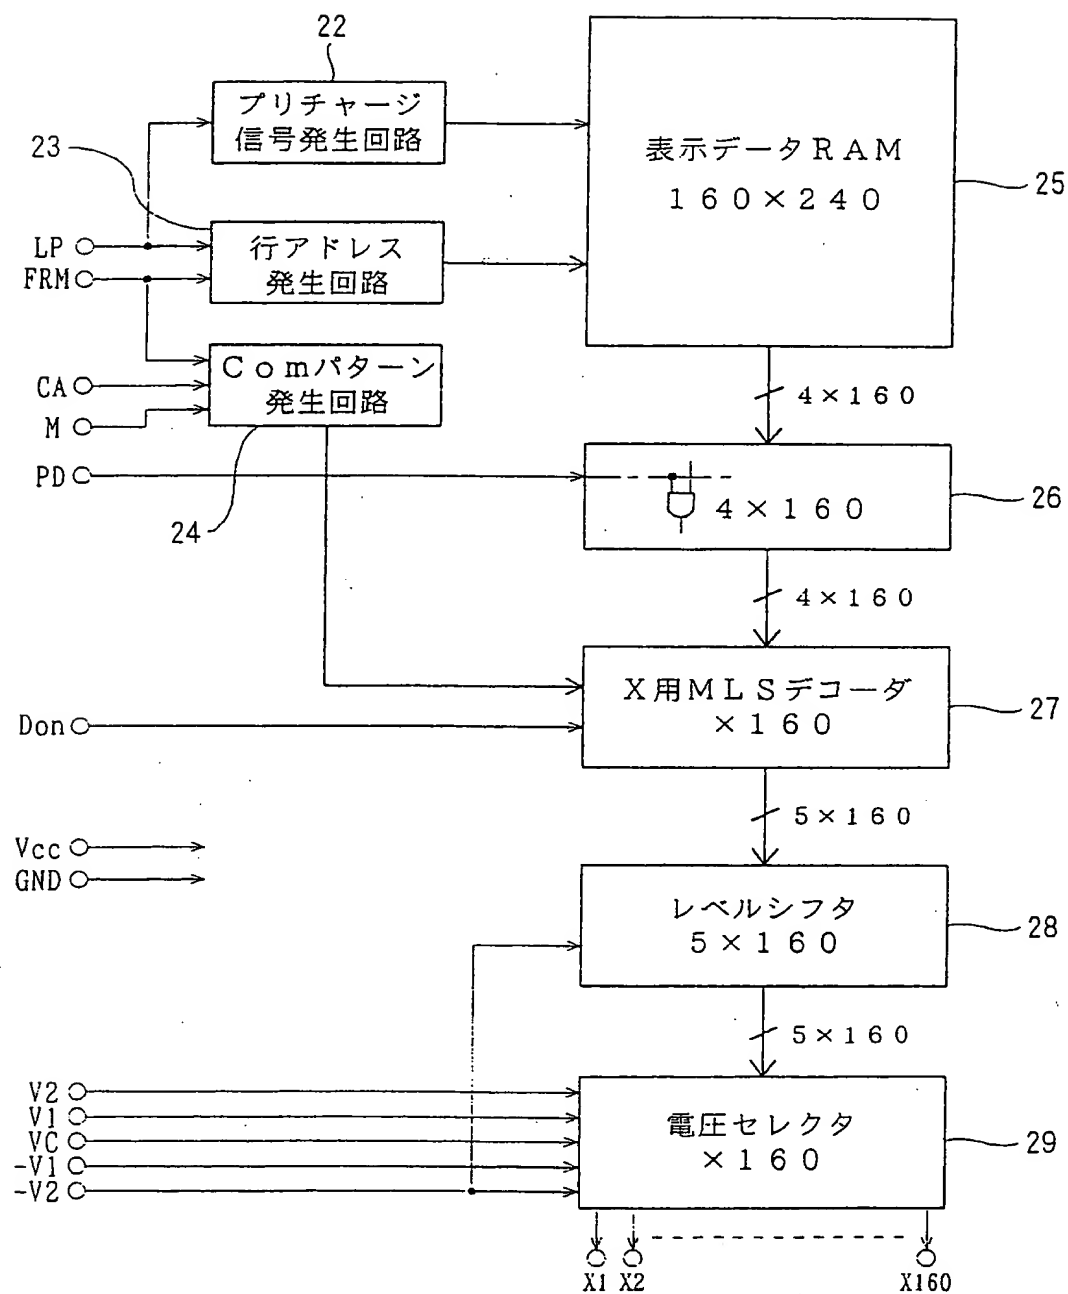 22
プリチャージ
信号発生回路
23
表示データＲＡＭ
１６０×２４０
25
LP
行アドレス
発生回路
FRM
Ｃｏｍパターン
発生回路
CA
M
24
４×１６０
PD
４×１６０
26
４×１６０
Ｘ用ＭＬＳデコーダ
×１６０
27
Don
５×１６０
Vcc
GND
レベルシフタ
５×１６０
28
５×１６０
V2
V1
VC
-V1
-V2
電圧セレクタ
×１６０
29
X1
X2
X160